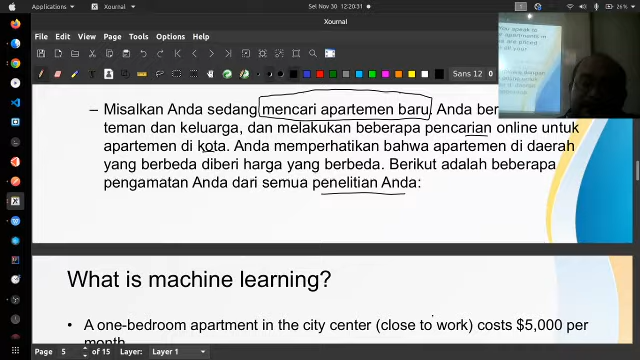 Applications
Xournal
Sel Nov 30 12:20:31
26%
Xournal
File Edit View Journal Page Tools Options Help
Sans 12
– Misalkan Anda sedang mencari apartemen baru. Anda ber
teman dan keluarga, dan melakukan beberapa pencarian online untuk
apartemen di kota. Anda memperhatikan bahwa apartemen di daerah
yang berbeda diberi harga yang berbeda. Berikut adalah beberapa
pengamatan Anda dari semua penelitian Anda:
What is machine learning?
• A one-bedroom apartment in the city center (close to work) costs $5,000 per
month
Page: 5 of 15 Layer: Layer 1